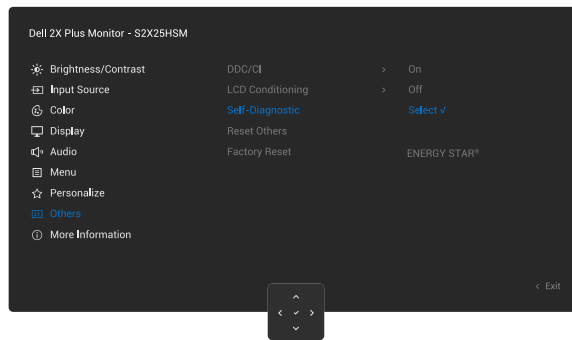 Dell 2X Plus Monitor - S2X25HSM
Brightness/Contrast DDC/CI > On
Input Source LCD Conditioning > Off
Color Self-Diagnostic Select √
Display Reset Others
Audio Factory Reset ENERGY STAR®
Menu
Personalize
Others
More Information
< Exit